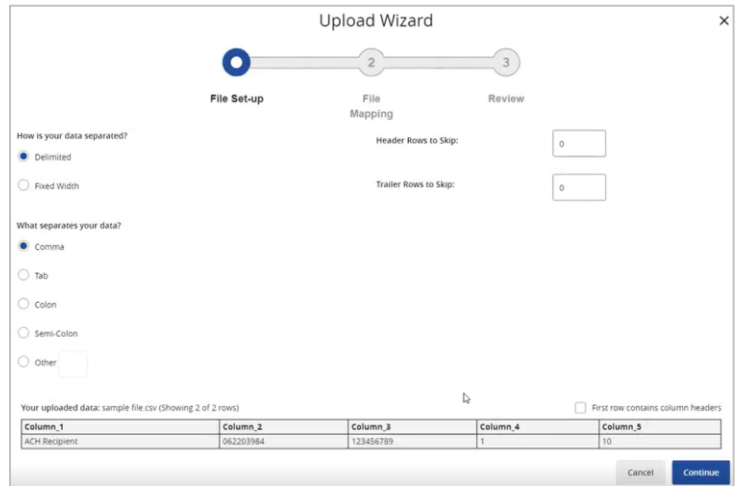 Upload Wizard
2
3
File Set-up
File
Mapping
Review
How is your data separated?
Delimited
Fixed Width
Header Rows to Skip:
0
Trailer Rows to Skip:
0
What separates your data?
Comma
Tab
Colon
Semi-Colon
Other
Your uploaded data: sample file.csv (Showing 2 of 2 rows)
First row contains column headers
Column_1 Column_2 Column_3 Column_4 Column_5
ACH Recipient 062203984 123456789 1 10
Cancel
Continue